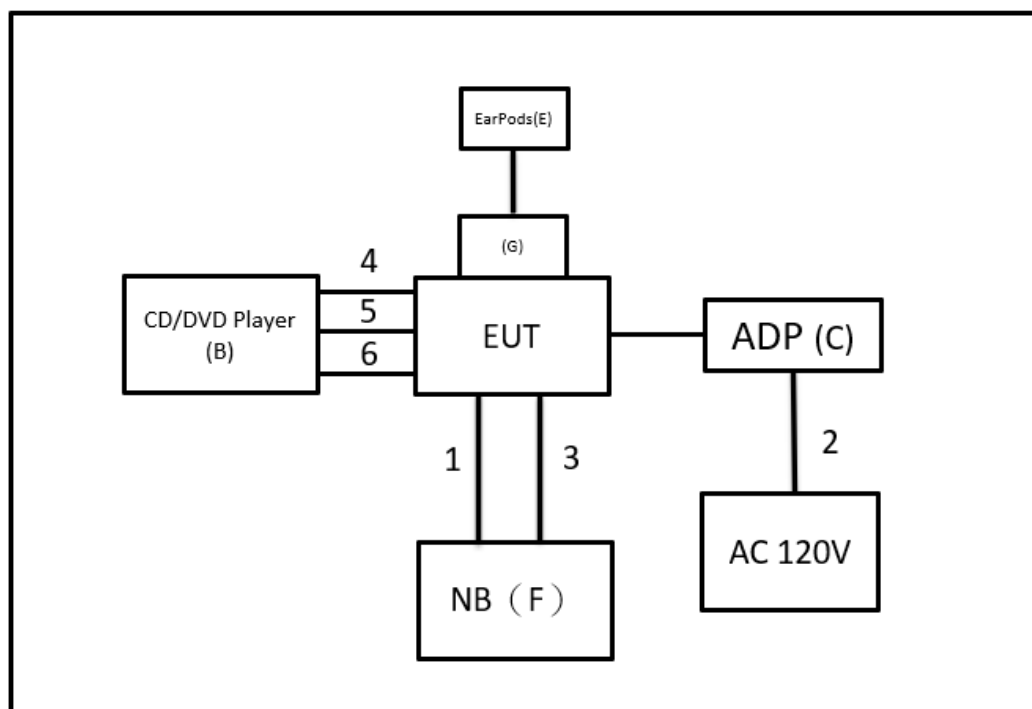 EarPods(E)
(G)
4
CD/DVD Player
(B)
5
6
EUT
ADP (C)
1
3
2
NB（F）
AC 120V